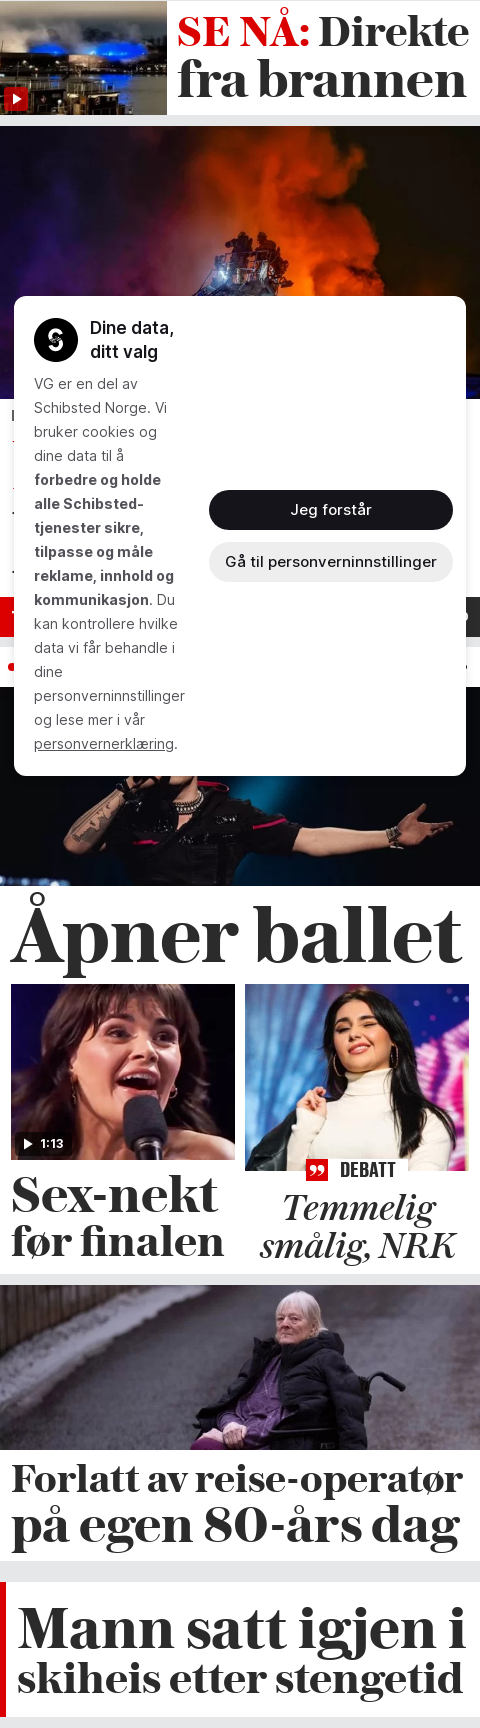 SE NÅ: Direkte
fra brannen
Dine data,
ditt valg
VG er en del av
Schibsted Norge. Vi
bruker cookies og
dine data til å
forbedre og holde
alle Schibsted-
tjenester sikre,
tilpasse og måle
reklame, innhold og
kommunikasjon. Du
kan kontrollere hvilke
data vi får behandle i
dine
personverninnstillinger
og lese mer i vår
personvernerklæring.
Jeg forstår
Gå til personverninnstillinger
Åpner ballet
1:13
Sex-nekt
før finalen
DEBATT
Temmelig
smålig, NRK
Forlatt av reise-operatør
på egen 80-års dag
Mann satt igjen i
skiheis etter stengetid